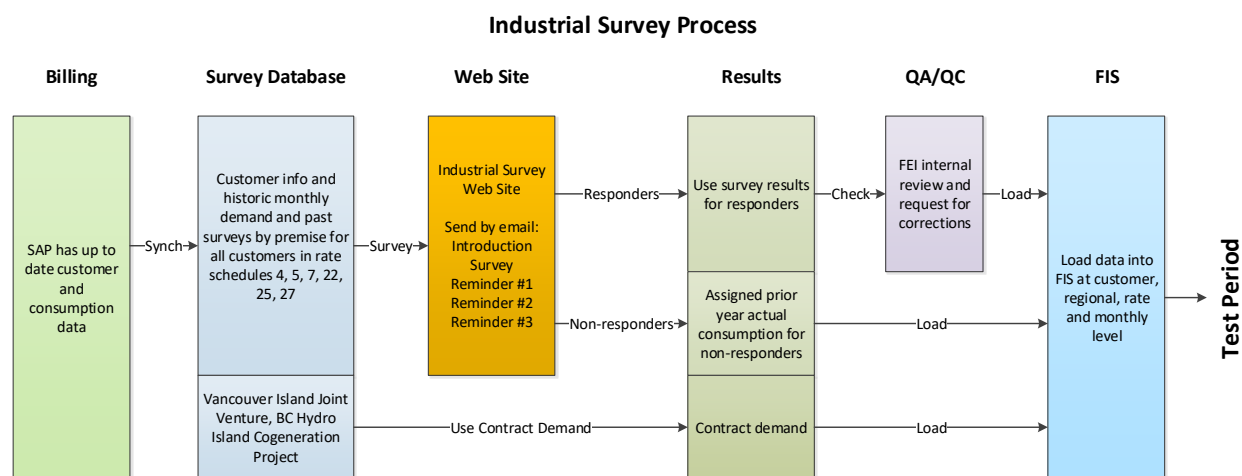 Industrial Survey Process
Billing
Survey Database
Web Site
Results
QA/QC
FIS
SAP has up to
date customer
and
consumption
data
Synch
Customer info and
historic monthly
demand and past
surveys by premise for
all customers in rate
schedules 4, 5, 7, 22,
25, 27
Vancouver Island Joint
Venture, BC Hydro
Island Cogeneration
Project
Survey
Industrial Survey
Web Site
Send by email:
Introduction
Survey
Reminder #1
Reminder #2
Reminder #3
Responders
Non-responders
Use Contract Demand
Use survey results
for responders
Assigned prior
year actual
consumption for
non-responders
Contract demand
Check
FEI internal
review and
request for
corrections
Load
Load
Load
Load data into
FIS at customer,
regional, rate
and monthly
level
Test Period